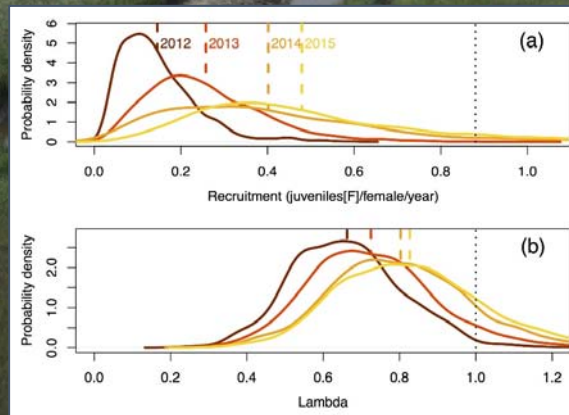 Probability density
6
5
4
3
2
1
0
2012
2013
2014
2015
(a)
0.0 0.2 0.4 0.6 0.8 1.0
Recruitment (juveniles[F]/female/year)
Probability density
2.0
1.0
0.0
(b)
0.0 0.2 0.4 0.6 0.8 1.0 1.2
Lambda